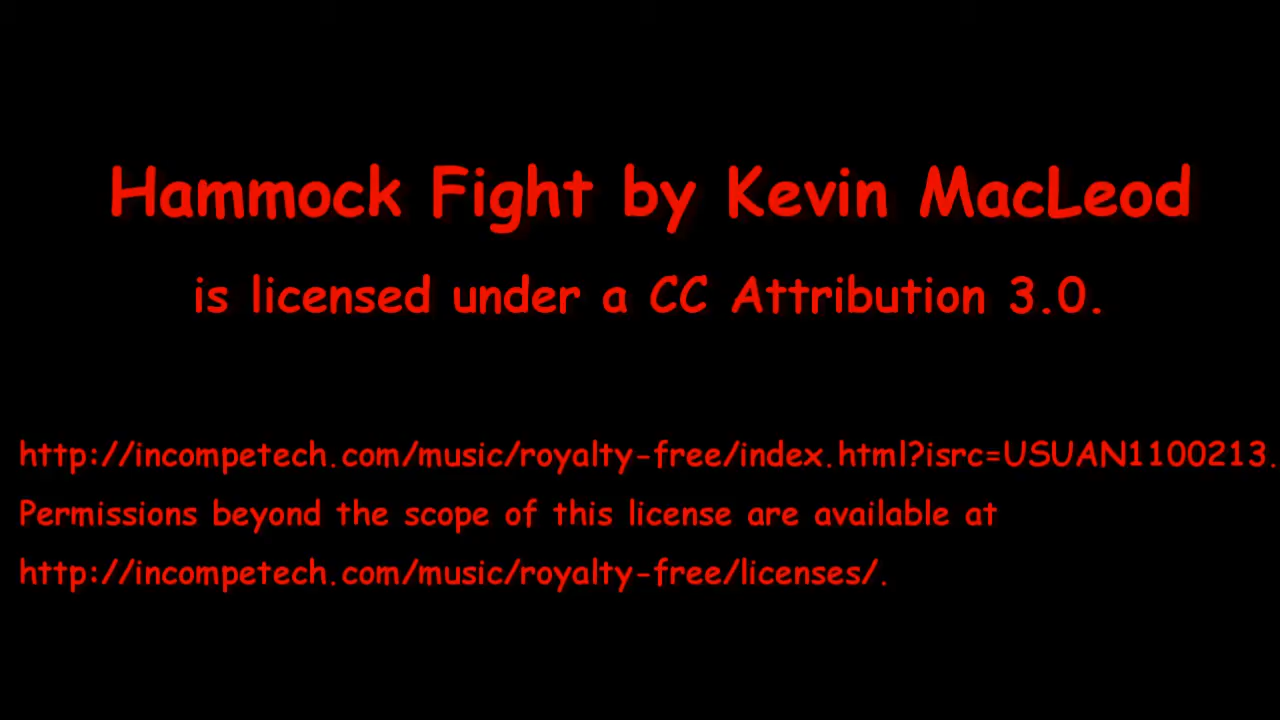 Hammock Fight by Kevin MacLeod
is licensed under a CC Attribution 3.0.
http://incompetech.com/music/royalty-free/index.html?isrc=USUAN1100213.
Permissions beyond the scope of this license are available at
http://incompetech.com/music/royalty-free/licenses/.